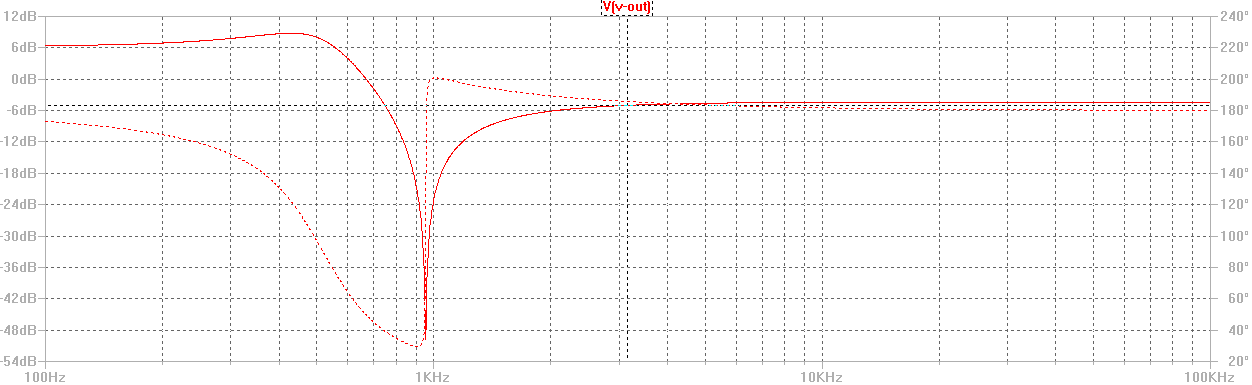 V(v-out)
12dB 240°
6dB 220°
0dB 200°
-6dB 180°
-12dB 160°
-18dB 140°
-24dB 120°
-30dB 100°
-36dB 80°
-42dB 60°
-48dB 40°
-54dB 20°
100Hz 1KHz 10KHz 100KHz